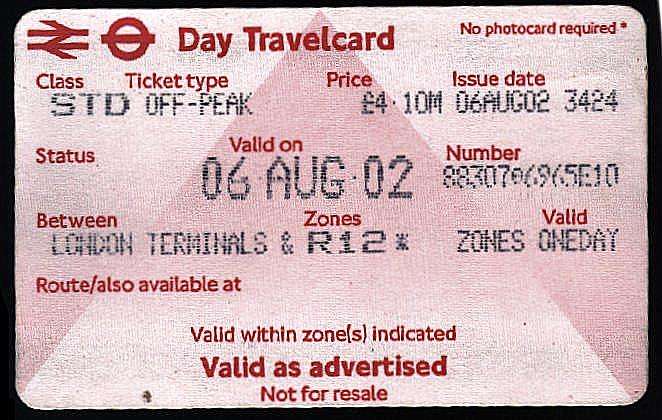 Day Travelcard No photocard required *
Class Ticket type Price Issue date
STD OFF-PEAK £4·10M 06AUG02 3424
Status Valid on Number
06 AUG·02 88307*6965E10
Between Zones Valid
LONDON TERMINALS & R12* ZONES ONEDAY
Route/also available at
Valid within zone(s) indicated
Valid as advertised
Not for resale